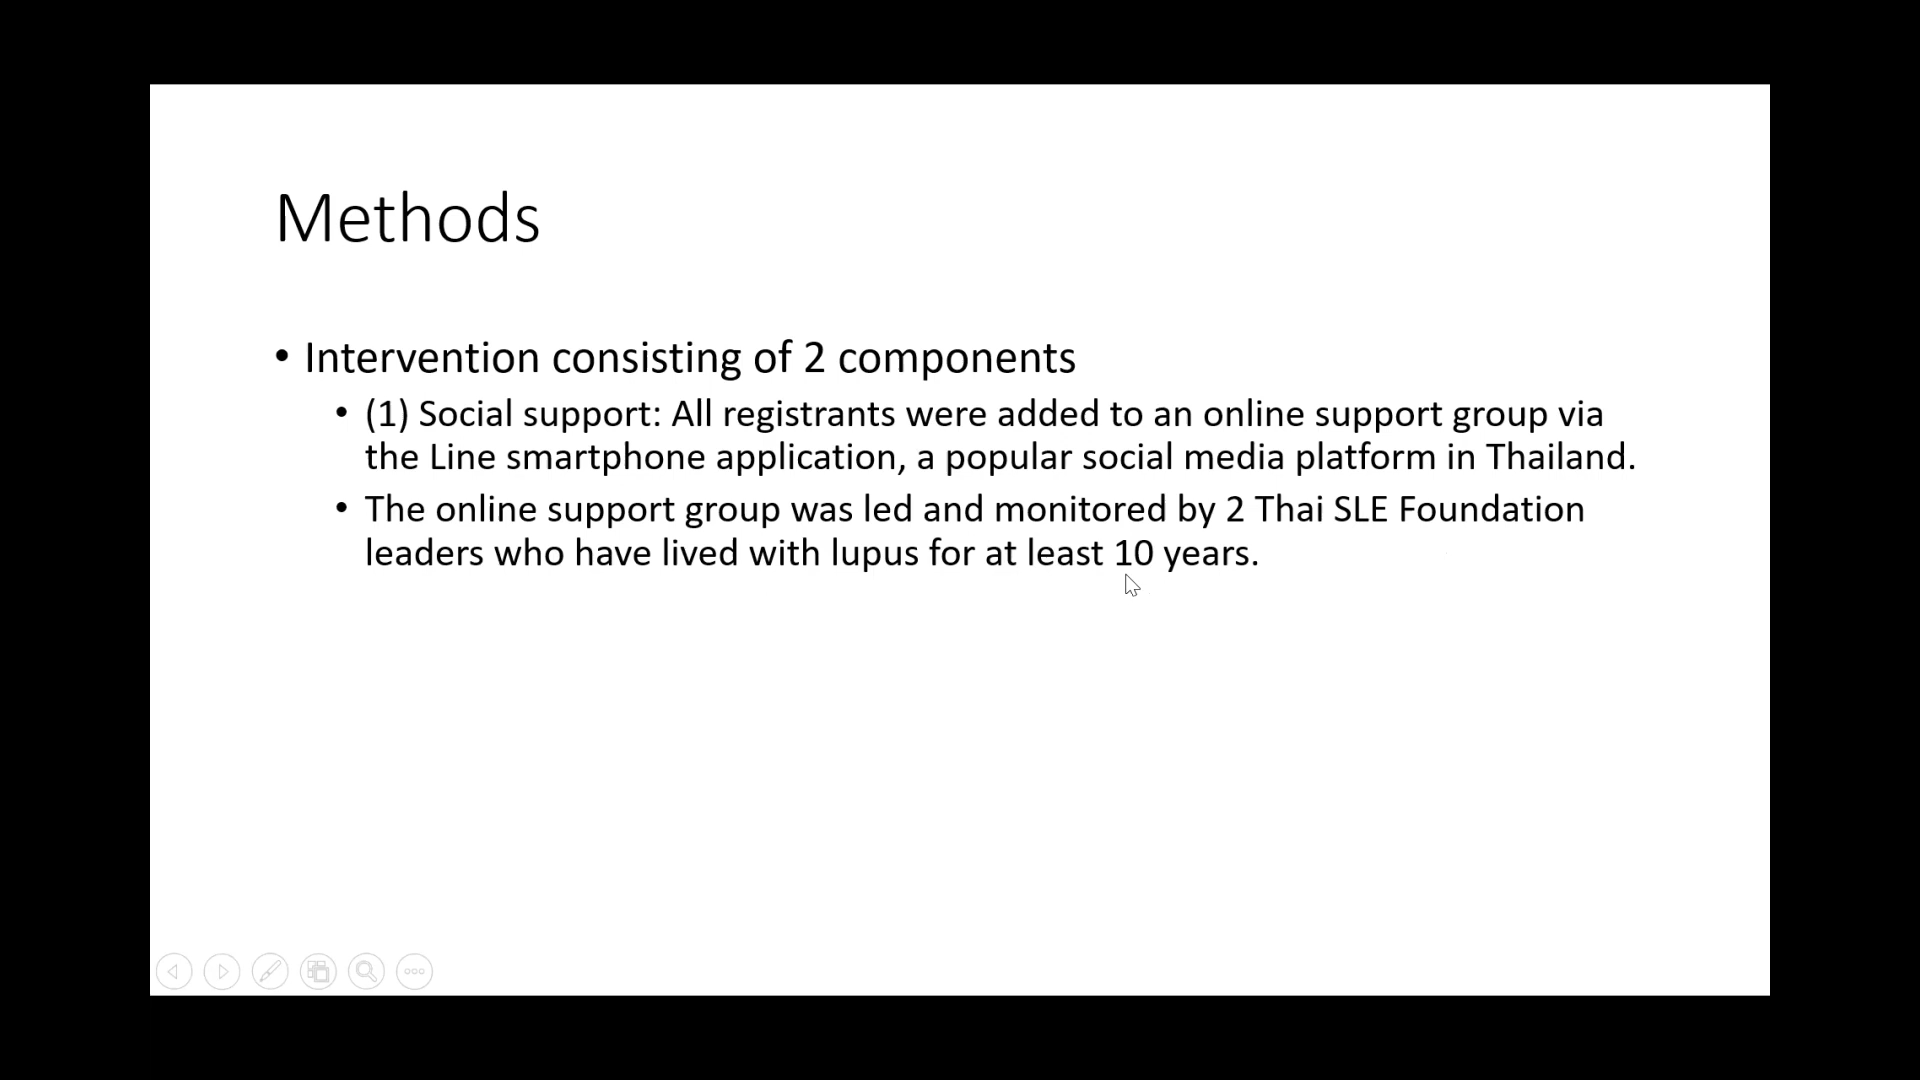 Methods
• Intervention consisting of 2 components
• (1) Social support: All registrants were added to an online support group via
the Line smartphone application, a popular social media platform in Thailand.
• The online support group was led and monitored by 2 Thai SLE Foundation
leaders who have lived with lupus for at least 10 years.